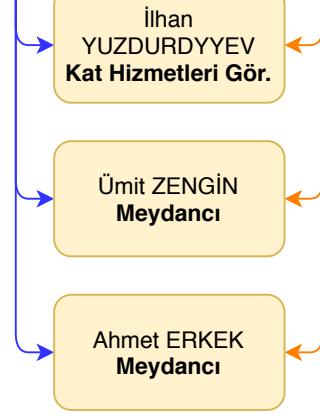 İlhan
YUZDURDYYEV
Kat Hizmetleri Gör.
Ümit ZENGİN
Meydancı
Ahmet ERKEK
Meydancı